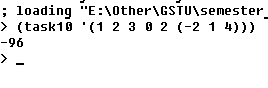 ; loading "E:\Other\GSTU\semester_
> (task10 '(1 2 3 0 2 (-2 1 4)))
-96
> _